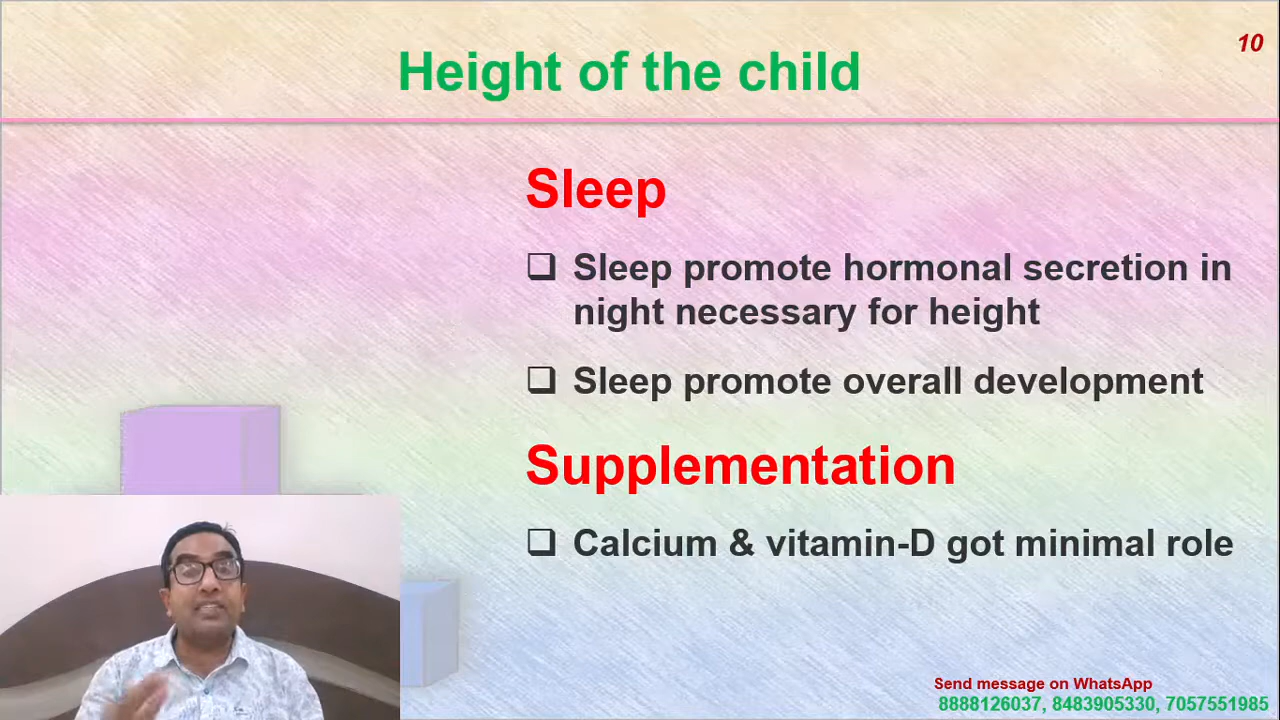 10
Height of the child
Sleep
❑ Sleep promote hormonal secretion in
night necessary for height
❑ Sleep promote overall development
Supplementation
❑ Calcium & vitamin-D got minimal role
Send message on WhatsApp
8888126037, 8483905330, 7057551985